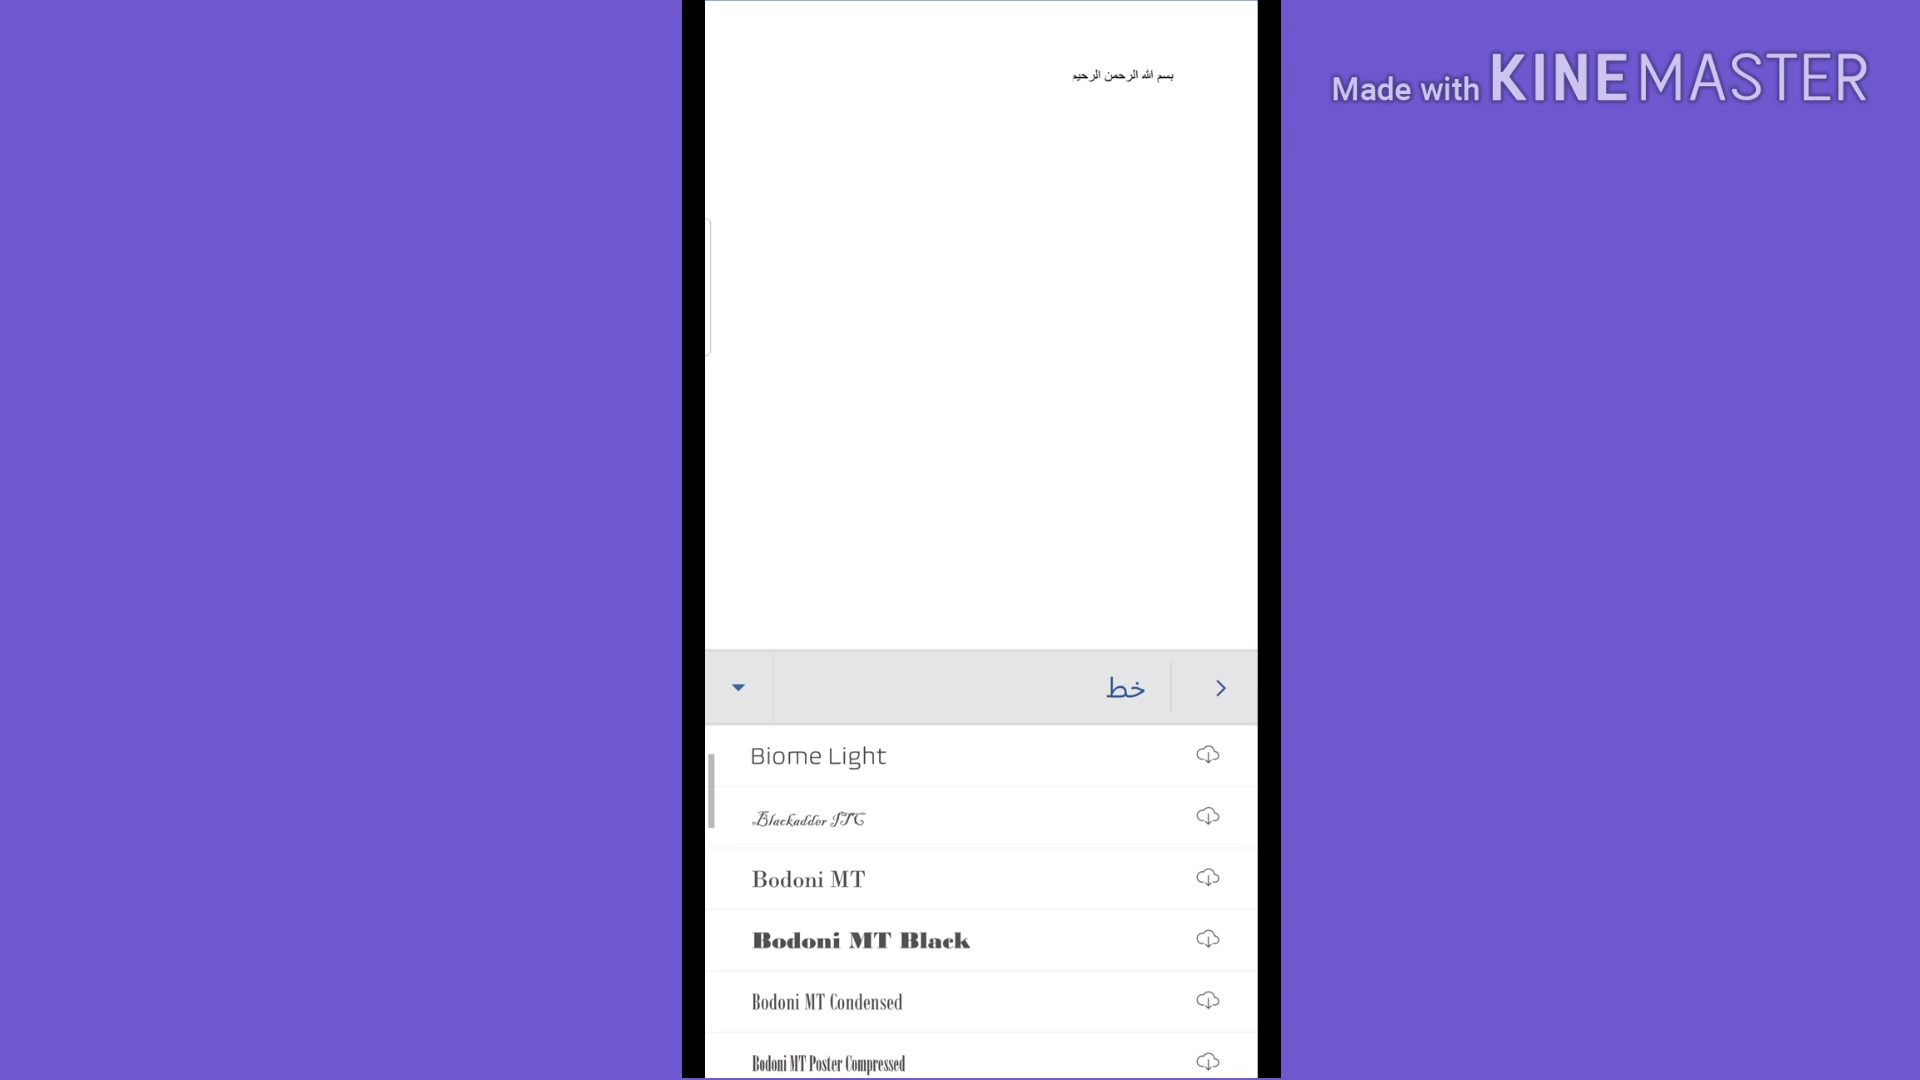 بسم الله الرحمن الرحيم
Made with KINEMASTER
خط
Biome Light
Blackadder ITC
Bodoni MT
Bodoni MT Black
Bodoni MT Condensed
Bodoni MT Poster Compressed